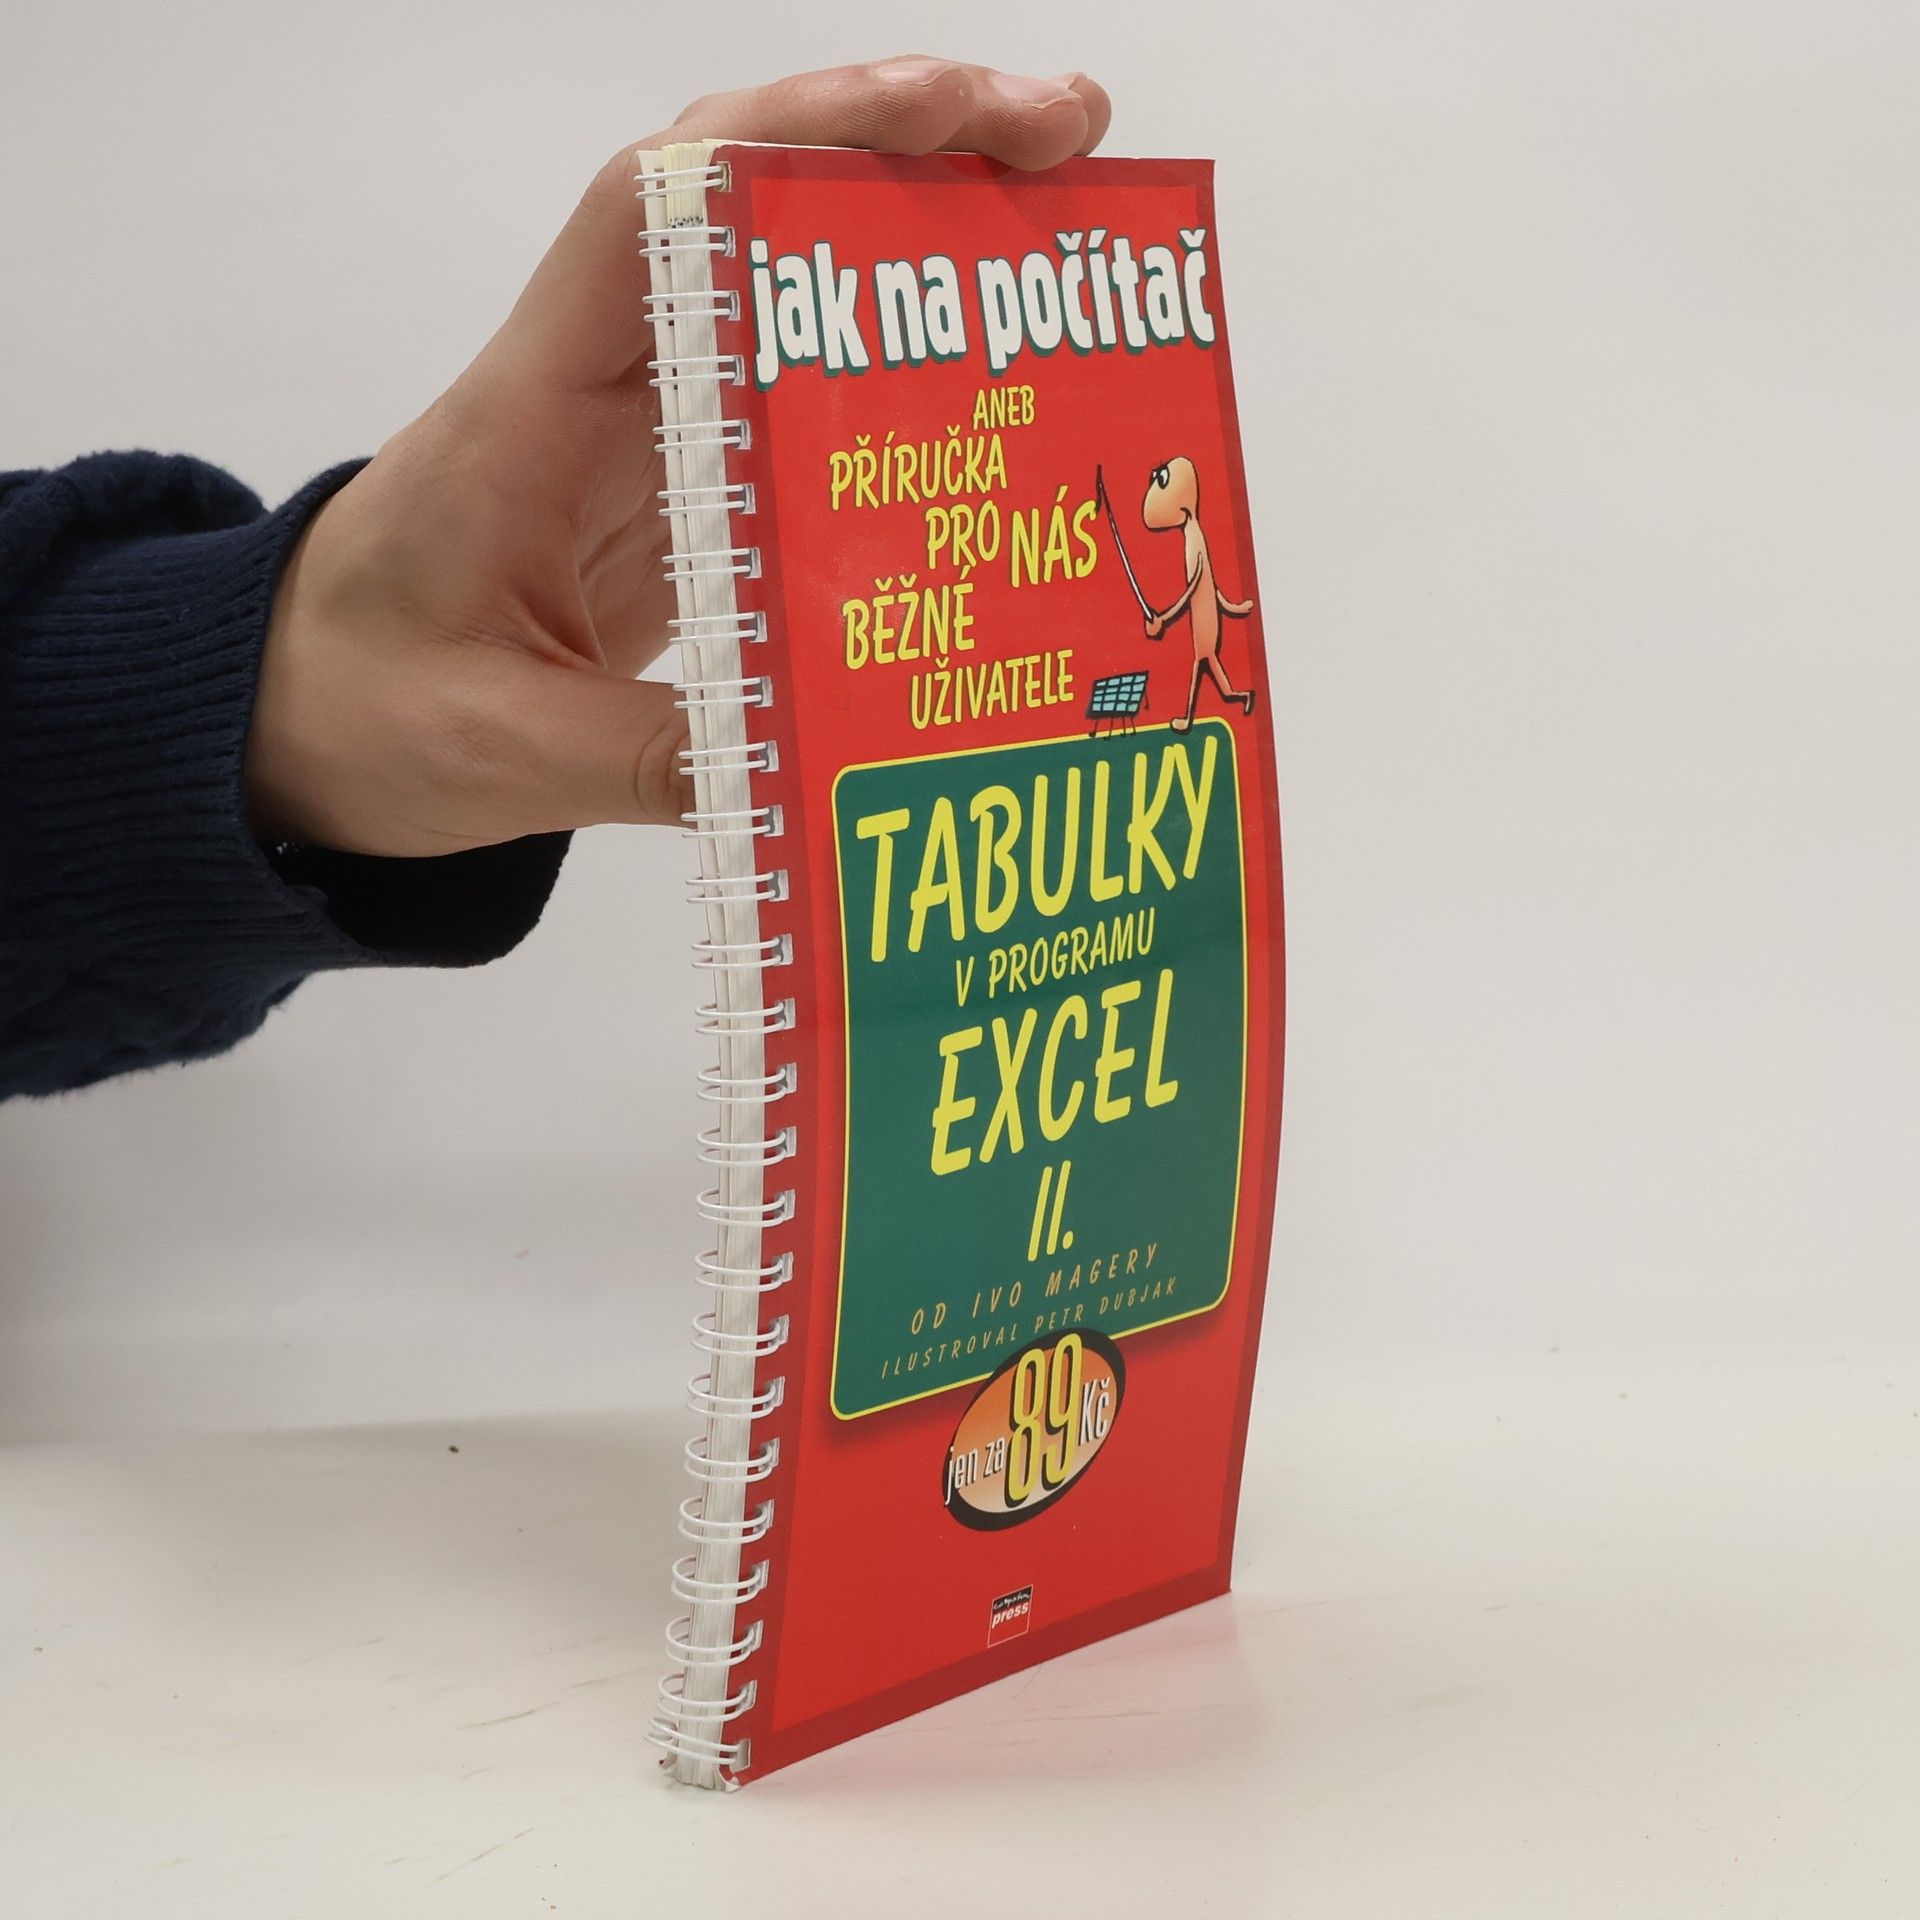 jak na počítač
ANEB
PŘÍRUČKA
PRO NÁS
BĚŽNÉ
UŽIVATELE
TABULKY
V PROGRAMU
EXCEL
II.
OD IVO MAGERY
ILUSTROVAL PETR DUBJAK
jen za 89 Kč
computer
press